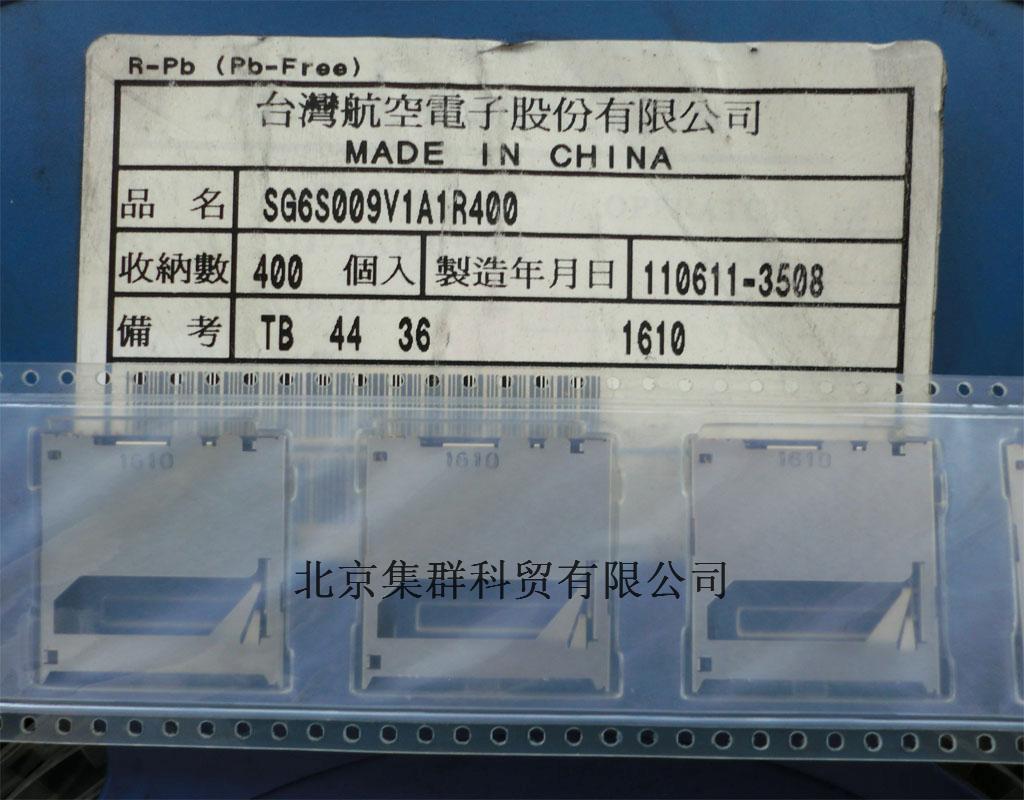 R-Pb (Pb-Free)
台灣航空電子股份有限公司
MADE IN CHINA
品 名 SG6S009V1A1R400
收納數 400 個入 製造年月日 110611-3508
備 考 TB 44 36 1610
1610 1610 1610
北京集群科贸有限公司